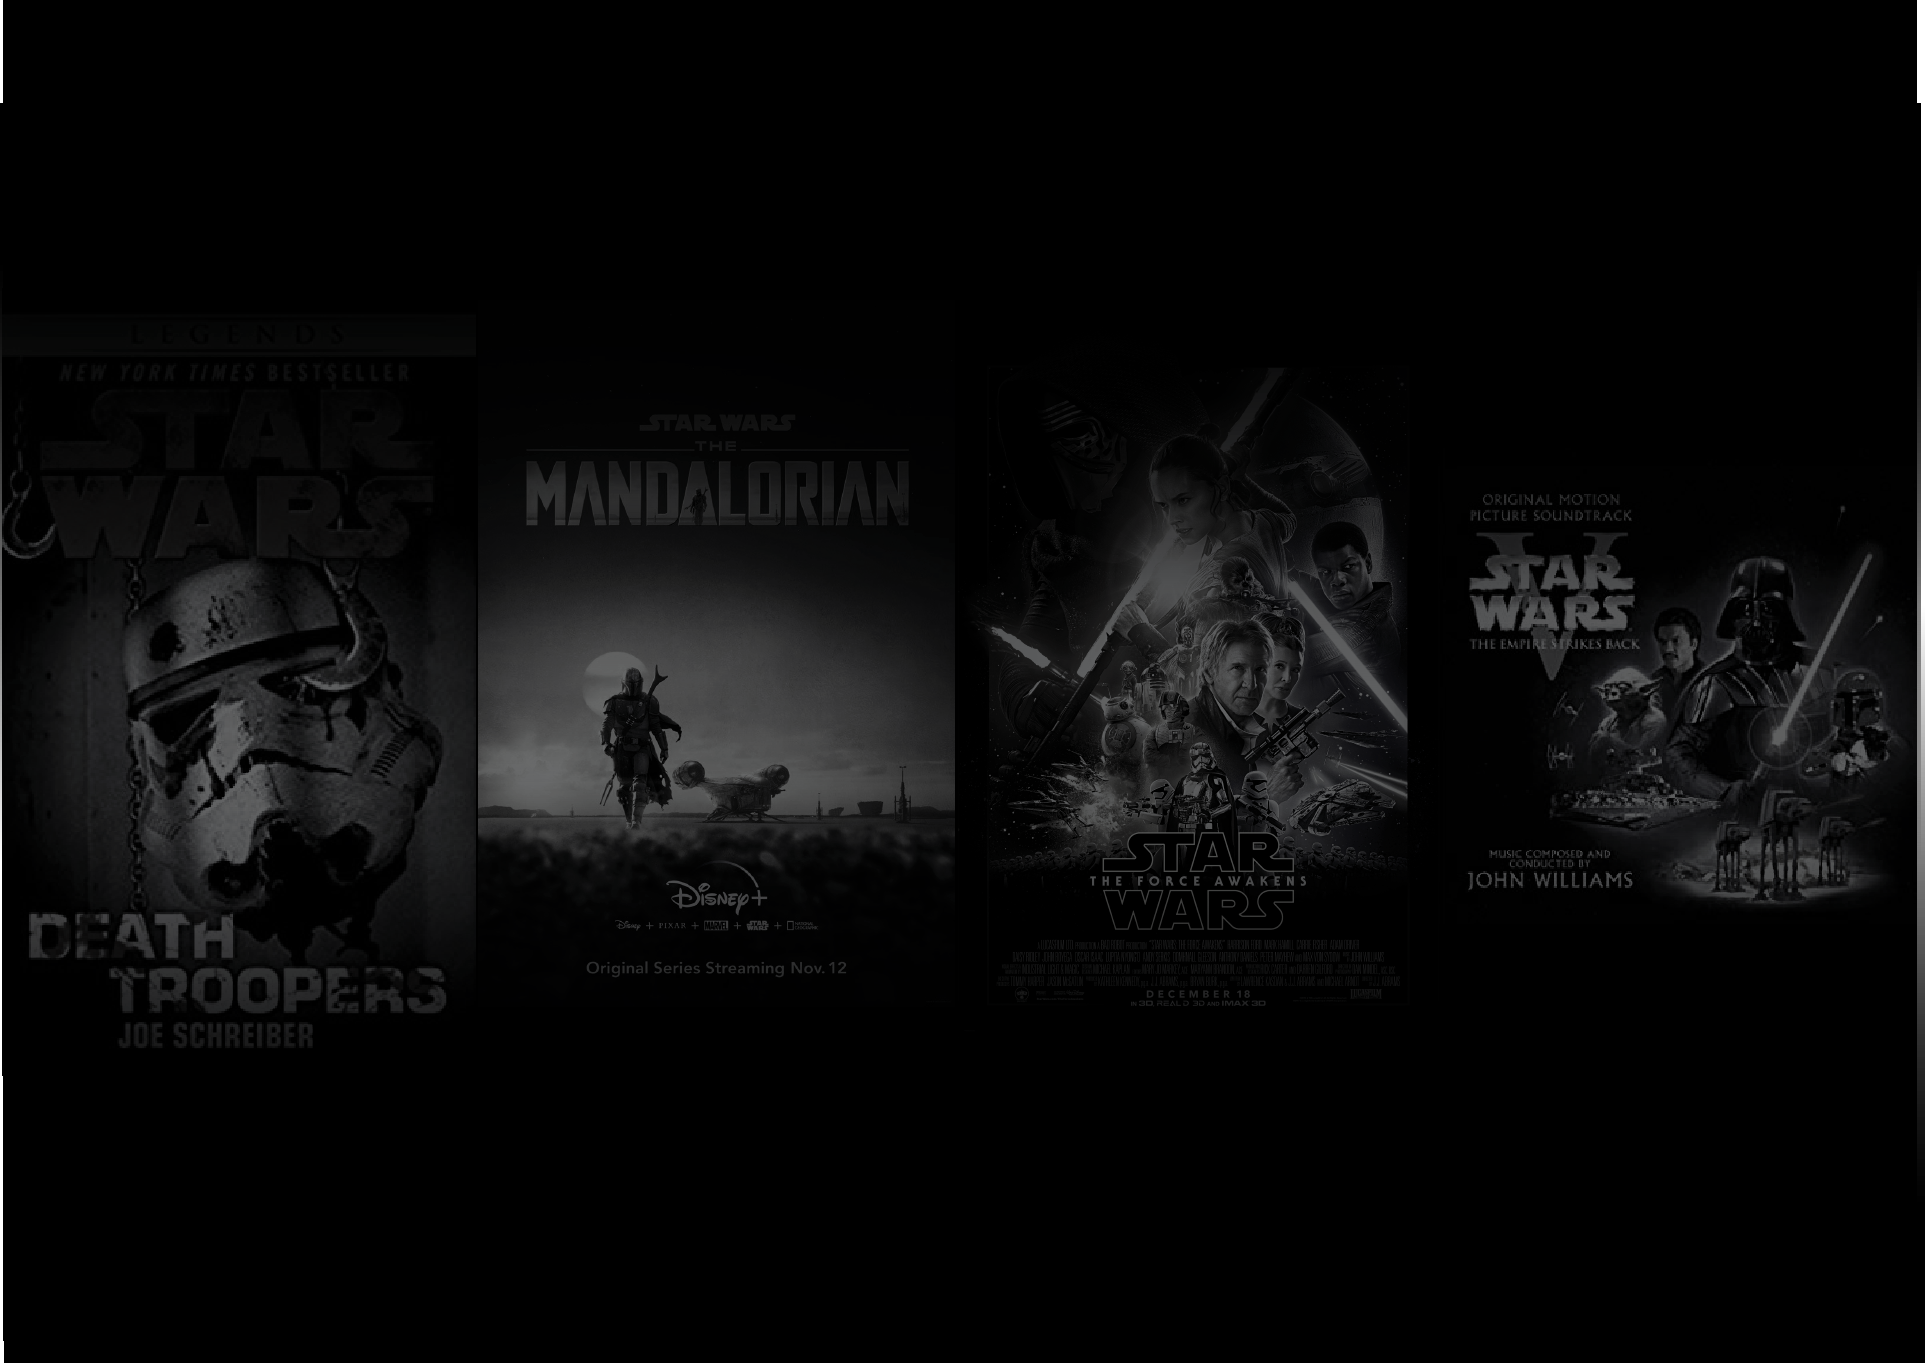 LEGENDS
NEW YORK TIMES BESTSELLER
STAR
WARS
DEATH
TROOPERS
JOE SCHREIBER
STAR WARS
THE
MANDALORIAN
Disney+
Disney + PIXAR + MARVEL + STAR WARS + NATIONAL GEOGRAPHIC
Original Series Streaming Nov. 12
STAR
THE FORCE AWAKENS
WARS
DECEMBER 18
IN 3D, REALD 3D AND IMAX 3D
ORIGINAL MOTION
PICTURE SOUNDTRACK
V
STAR
WARS
THE EMPIRE STRIKES BACK
MUSIC COMPOSED AND
CONDUCTED BY
JOHN WILLIAMS